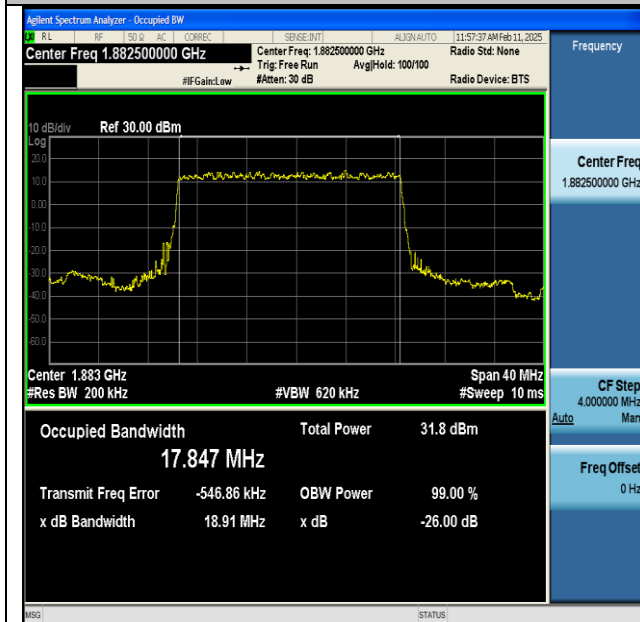 Agilent Spectrum Analyzer - Occupied BW
RL RF 50 Ω AC CORREC SENSE:INT ALIGN AUTO 11:57:37 AM Feb 11, 2025
Center Freq 1.882500000 GHz Center Freq: 1.882500000 GHz Radio Std: None
Trig: Free Run Avg|Hold: 100/100
#IFGain:Low #Atten: 30 dB Radio Device: BTS
Frequency
10 dB/div Ref 30.00 dBm
Log
20.0
10.0
0.00
-10.0
-20.0
-30.0
-40.0
-50.0
-60.0
Center 1.883 GHz Span 40 MHz
#Res BW 200 kHz #VBW 620 kHz #Sweep 10 ms
Occupied Bandwidth Total Power 31.8 dBm
17.847 MHz
Transmit Freq Error -546.86 kHz OBW Power 99.00 %
x dB Bandwidth 18.91 MHz x dB -26.00 dB
Center Freq
1.882500000 GHz
CF Step
4.000000 MHz
Auto Man
Freq Offset
0 Hz
MSG STATUS